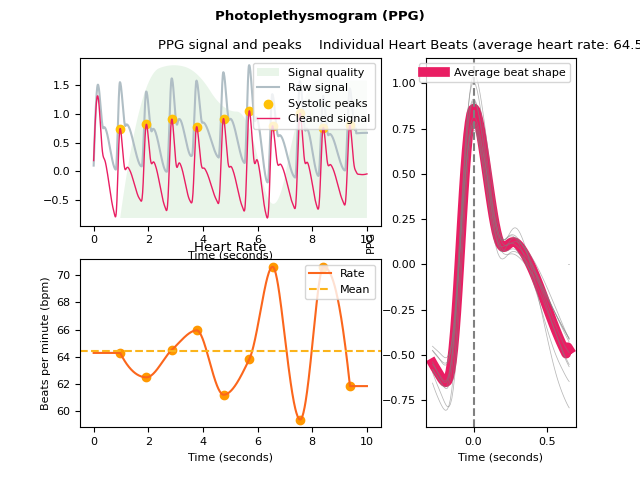 Photoplethysmogram (PPG)
PPG signal and peaks
Individual Heart Beats (average heart rate: 64.5
Signal quality
Raw signal
Systolic peaks
Cleaned signal
1.5
1.0
0.5
0.0
−0.5
0 2 4 6 8 10
Time (seconds)
Heart Rate
Rate
Mean
Beats per minute (bpm)
70
68
66
64
62
60
0 2 4 6 8 10
Time (seconds)
PPG
Average beat shape
1.00
0.75
0.50
0.25
0.00
−0.25
−0.50
−0.75
0.0 0.5
Time (seconds)